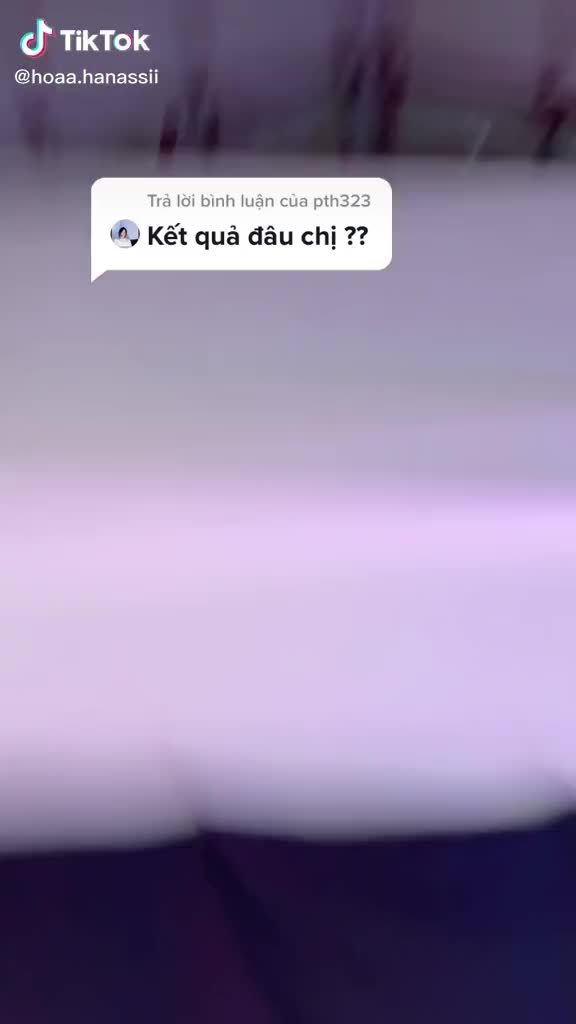 TikTok
@hoaa.hanassii
Trả lời bình luận của pth323
Kết quả đâu chị ??